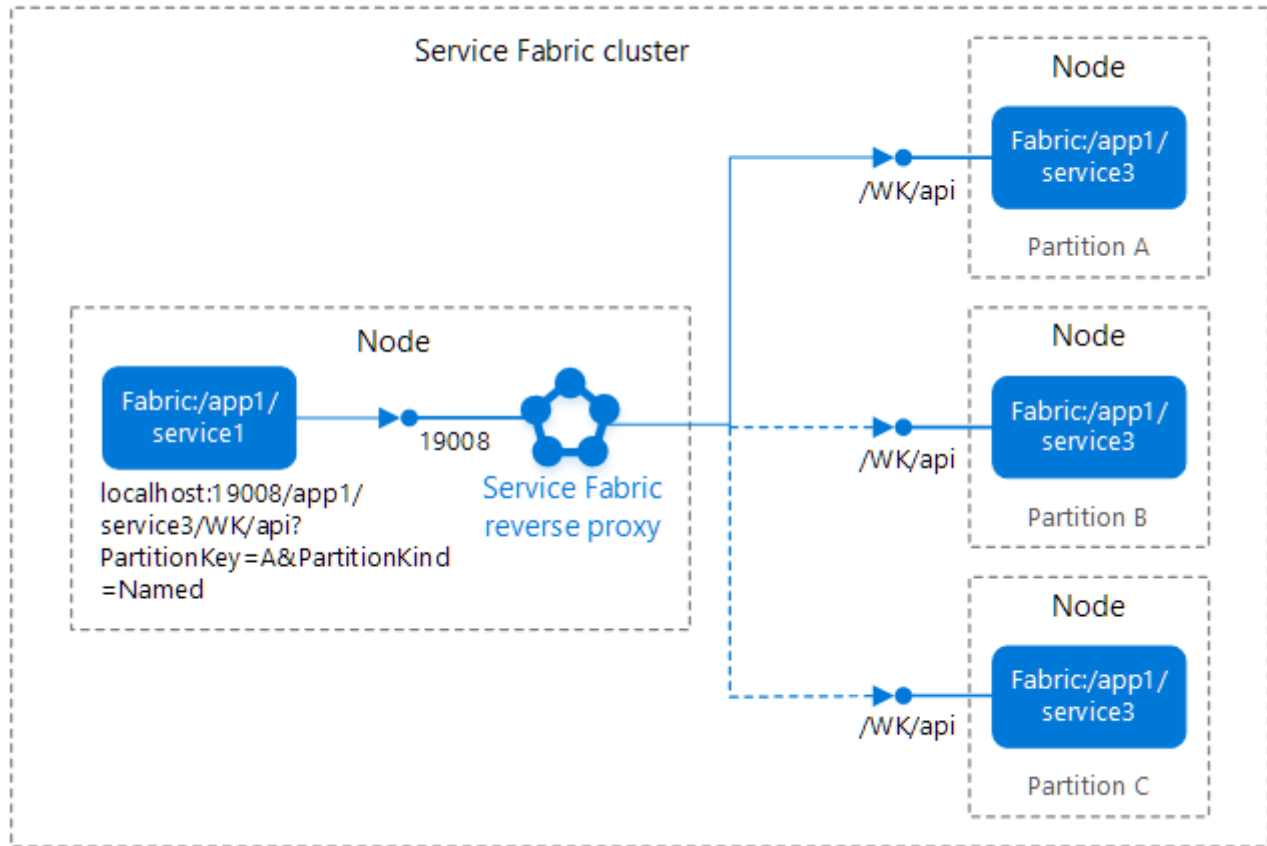 Service Fabric cluster
Node
Fabric:/app1/
service3
/WK/api
Partition A
Node
Fabric:/app1/
service1
19008
Service Fabric
reverse proxy
localhost:19008/app1/
service3/WK/api?
PartitionKey=A&PartitionKind
=Named
Node
Fabric:/app1/
service3
/WK/api
Partition B
Node
Fabric:/app1/
service3
/WK/api
Partition C